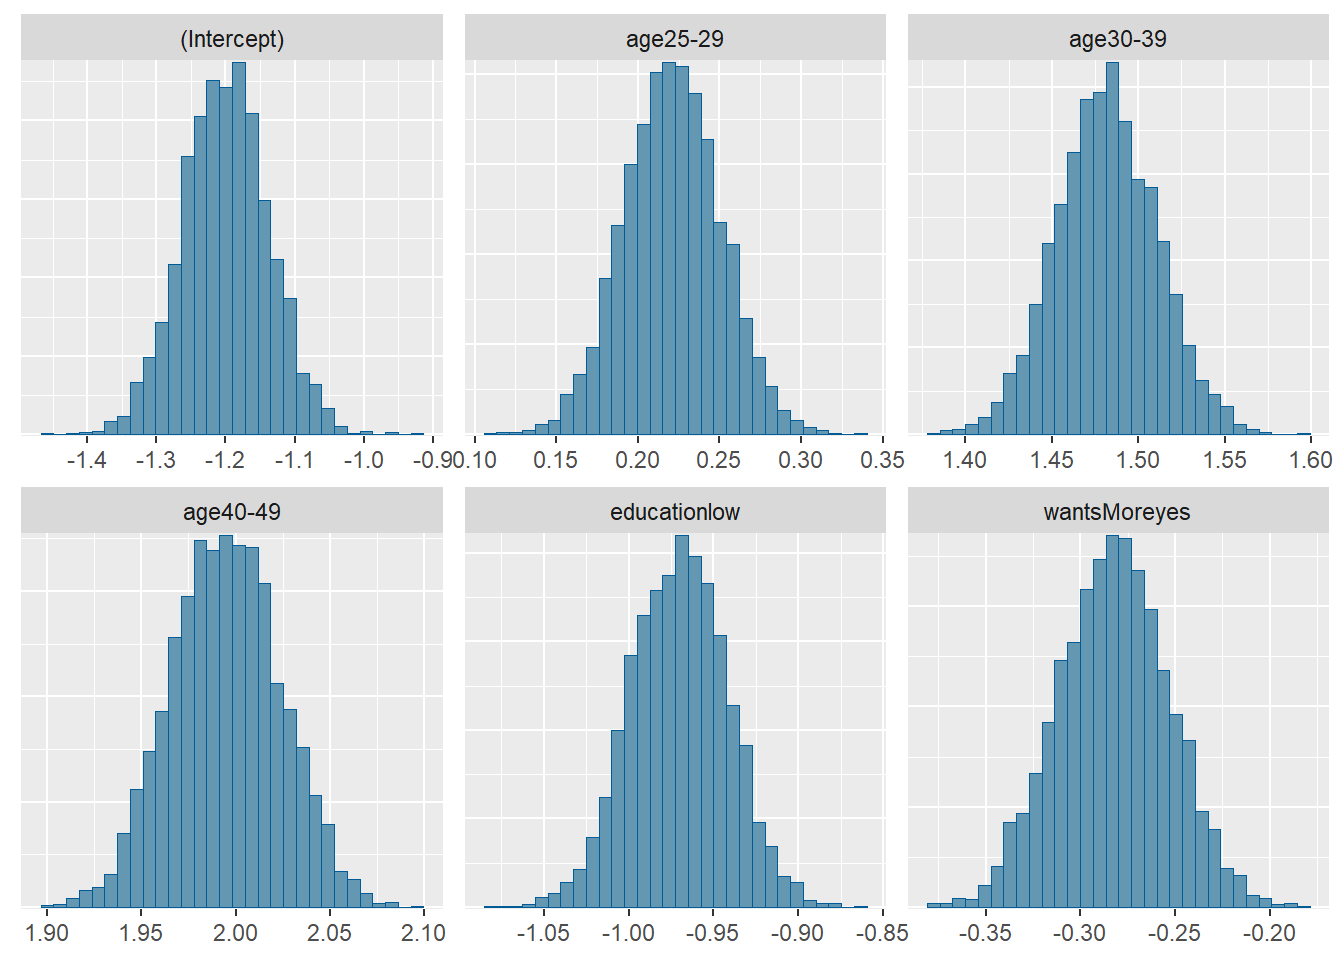 (Intercept) age25-29 age30-39
-1.4 -1.3 -1.2 -1.1 -1.0 -0.9 0.10 0.15 0.20 0.25 0.30 0.35 1.40 1.45 1.50 1.55 1.60
age40-49 educationlow wantsMoreyes
1.90 1.95 2.00 2.05 2.10 -1.05 -1.00 -0.95 -0.90 -0.85 -0.35 -0.30 -0.25 -0.20